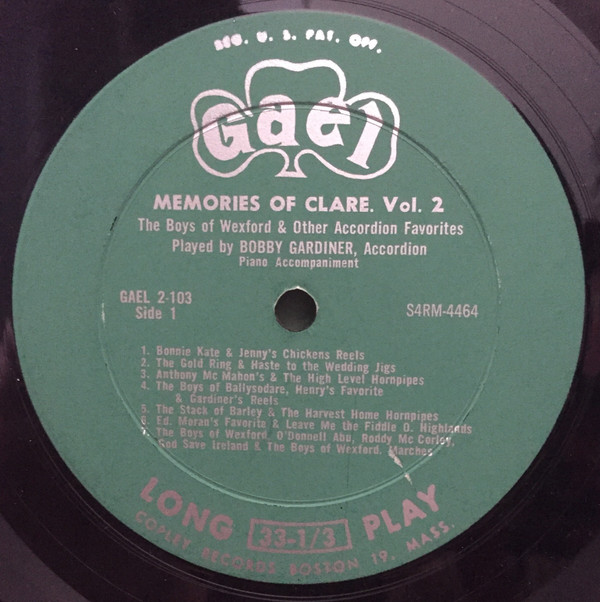 REG. U. S. PAT. OFF.
Gael
MEMORIES OF CLARE. Vol. 2
The Boys of Wexford & Other Accordion Favorites
Played by BOBBY GARDINER, Accordion
Piano Accompaniment
GAEL 2-103
Side 1
S4RM-4464
1. Bonnie Kate & Jenny's Chickens Reels
2. The Gold Ring & Haste to the Wedding Jigs
3. Anthony Mc Mahon's & The High Level Hornpipes
4. The Boys of Ballysodare, Henry's Favorite
& Gardiner's Reels
5. The Stack of Barley & The Harvest Home Hornpipes
6. Ed. Moran's Favorite & Leave Me the Fiddle O. Highlands
7. The Boys of Wexford, O'Donnell Abu, Roddy Mc Corley,
God Save Ireland & The Boys of Wexford. Marches
LONG 33-1/3 PLAY
COPLEY RECORDS BOSTON 19, MASS.